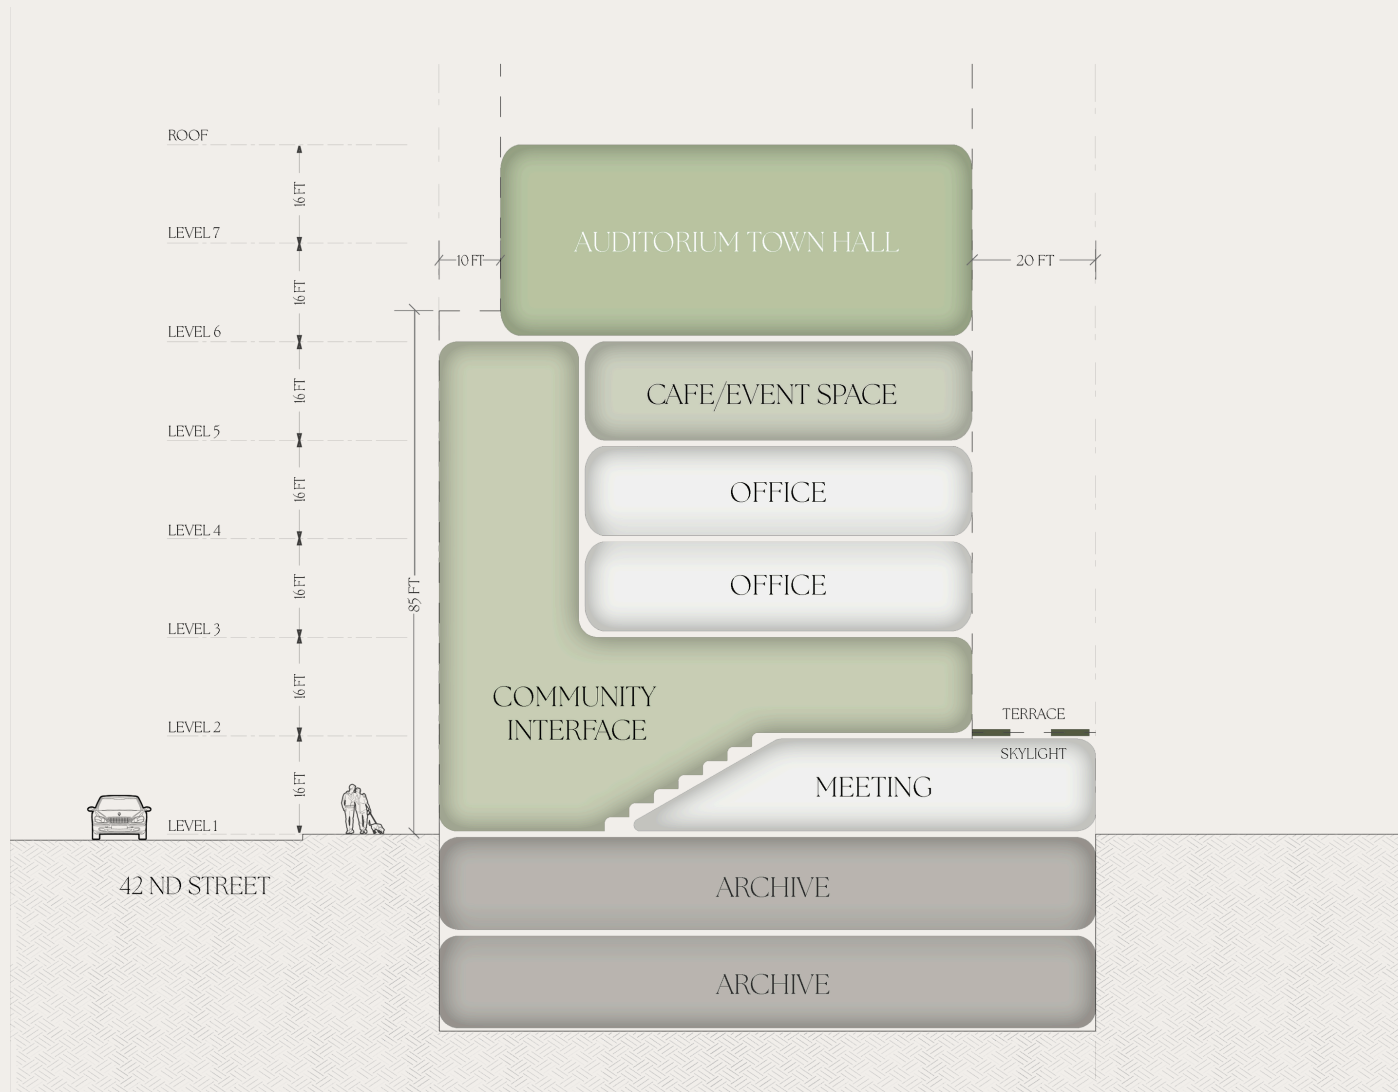 ROOF
16 FT
LEVEL 7
AUDITORIUM TOWN HALL
10 FT
20 FT
16 FT
LEVEL 6
16 FT
CAFE/EVENT SPACE
LEVEL 5
16 FT
OFFICE
LEVEL 4
16 FT
OFFICE
85 FT
LEVEL 3
16 FT
COMMUNITY
INTERFACE
TERRACE
LEVEL 2
SKYLIGHT
16 FT
MEETING
LEVEL 1
42 ND STREET
ARCHIVE
ARCHIVE